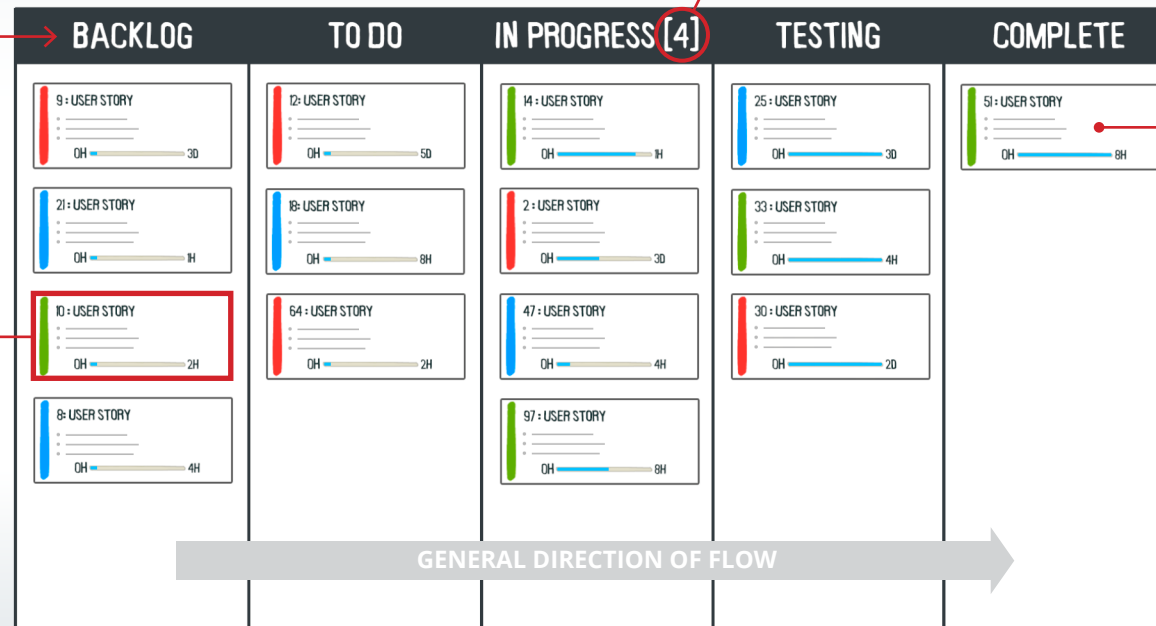 BACKLOG
TO DO
IN PROGRESS [4]
TESTING
COMPLETE
9 : USER STORY
0H 3D
21 : USER STORY
0H 1H
10 : USER STORY
0H 2H
8: USER STORY
0H 4H
12: USER STORY
0H 5D
18: USER STORY
0H 8H
64 : USER STORY
0H 2H
14 : USER STORY
0H 1H
2 : USER STORY
0H 3D
47 : USER STORY
0H 4H
97 : USER STORY
0H 8H
25 : USER STORY
0H 3D
33 : USER STORY
0H 4H
30 : USER STORY
0H 2D
51 : USER STORY
0H 8H
GENERAL DIRECTION OF FLOW